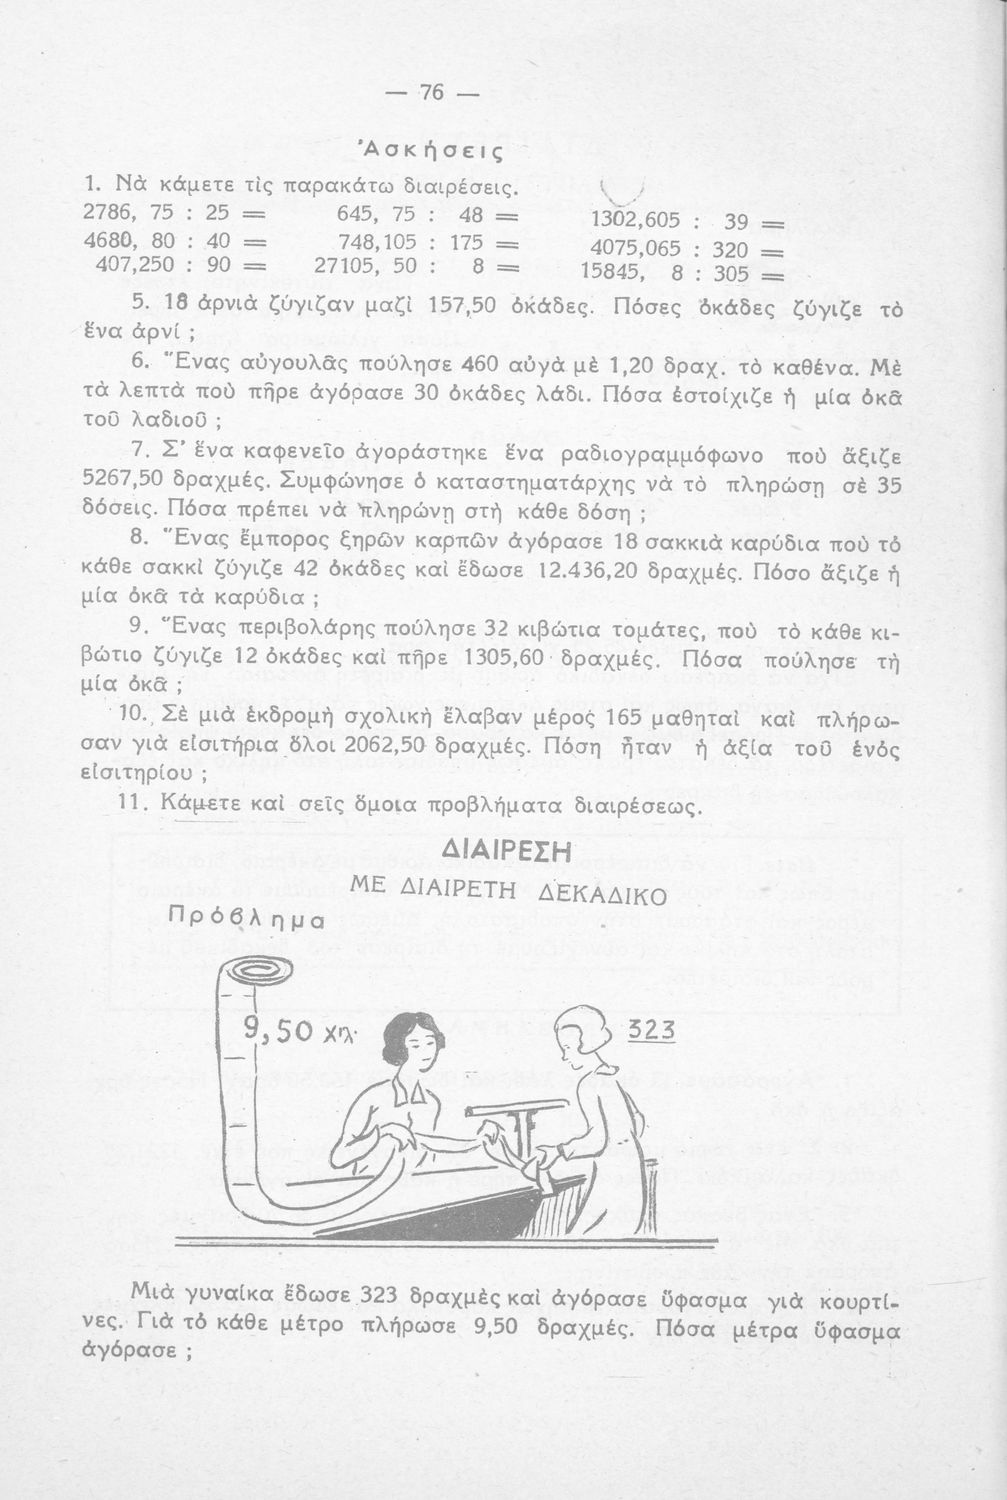 — 76 —
Ἀσκήσεις
1. Νὰ κάμετε τὶς παρακάτω διαιρέσεις.
2786, 75 : 25 = 645, 75 : 48 = 1302,605 : 39 =
4680, 80 : 40 = 748,105 : 175 = 4075,065 : 320 =
407,250 : 90 = 27105, 50 : 8 = 15845, 8 : 305 =
5. 18 ἀρνιὰ ζύγιζαν μαζὶ 157,50 ὀκάδες. Πόσες ὀκάδες ζύγιζε τὸ
ἕνα ἀρνί ;
6. Ἕνας αὐγουλᾶς πούλησε 460 αὐγὰ μὲ 1,20 δραχ. τὸ καθένα. Μὲ
τὰ λεπτὰ ποὺ πῆρε ἀγόρασε 30 ὀκάδες λάδι. Πόσα ἐστοίχιζε ἡ μία ὀκᾶ
τοῦ λαδιοῦ ;
7. Σ’ ἕνα καφενεῖο ἀγοράστηκε ἕνα ραδιογραμμόφωνο ποὺ ἄξιζε
5267,50 δραχμές. Συμφώνησε ὁ καταστηματάρχης νὰ τὸ πληρώση σὲ 35
δόσεις. Πόσα πρέπει νὰ πληρώνη στὴ κάθε δόση ;
8. Ἕνας ἔμπορος ξηρῶν καρπῶν ἀγόρασε 18 σακκιὰ καρύδια ποὺ τὸ
κάθε σακκὶ ζύγιζε 42 ὀκάδες καὶ ἔδωσε 12.436,20 δραχμές. Πόσο ἄξιζε ἡ
μία ὀκᾶ τὰ καρύδια ;
9. Ἕνας περιβολάρης πούλησε 32 κιβώτια τομάτες, ποὺ τὸ κάθε κι-
βώτιο ζύγιζε 12 ὀκάδες καὶ πῆρε 1305,60 δραχμές. Πόσα πούλησε τὴ
μία ὀκᾶ ;
10. Σὲ μιὰ ἐκδρομὴ σχολικὴ ἔλαβαν μέρος 165 μαθηταὶ καὶ πλήρω-
σαν γιὰ εἰσιτήρια ὅλοι 2062,50 δραχμές. Πόση ἦταν ἡ ἀξία τοῦ ἑνὸς
εἰσιτηρίου ;
11. Κάμετε καὶ σεῖς ὅμοια προβλήματα διαιρέσεως.
ΔΙΑΙΡΕΣΗ
ΜΕ ΔΙΑΙΡΕΤΗ ΔΕΚΑΔΙΚΟ
Πρόβλημα
9,50 χιλ. 323
Μιὰ γυναίκα ἔδωσε 323 δραχμὲς καὶ ἀγόρασε ὕφασμα γιὰ κουρτί-
νες. Γιὰ τὸ κάθε μέτρο πλήρωσε 9,50 δραχμές. Πόσα μέτρα ὕφασμα
ἀγόρασε ;